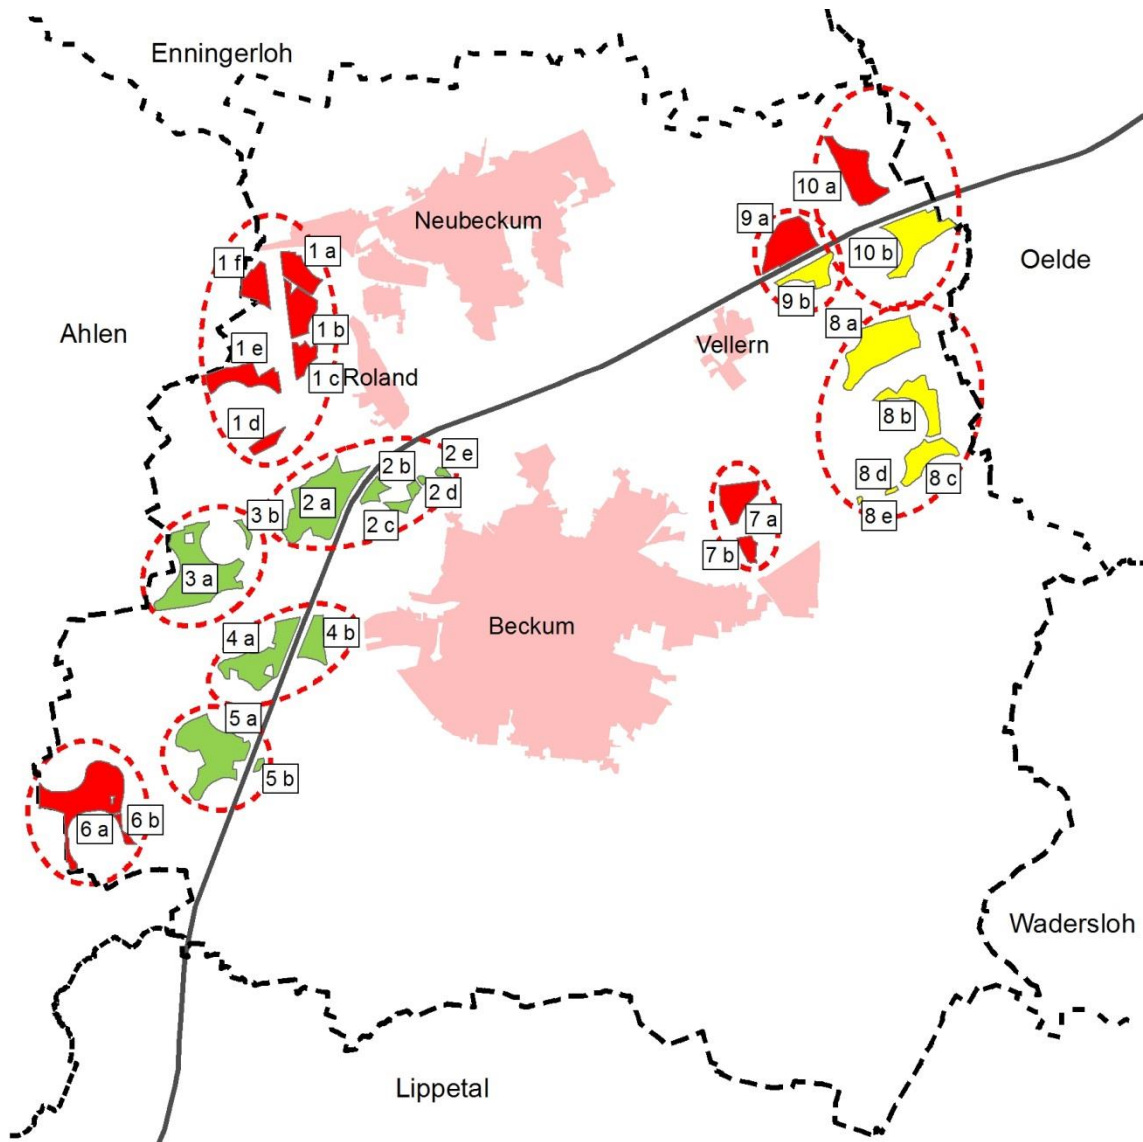 Enningerloh
10 a
9 a
Neubeckum
1 a
1 f
10 b
Oelde
9 b
1 b
8 a
Ahlen
Vellern
1 e
1 c
Roland
1 d
8 b
2 e
2 b
8 d
8 c
2 a
2 d
3 b
2 c
8 e
7 a
7 b
3 a
Beckum
4 a
4 b
5 a
5 b
6 a
6 b
Wadersloh
Lippetal